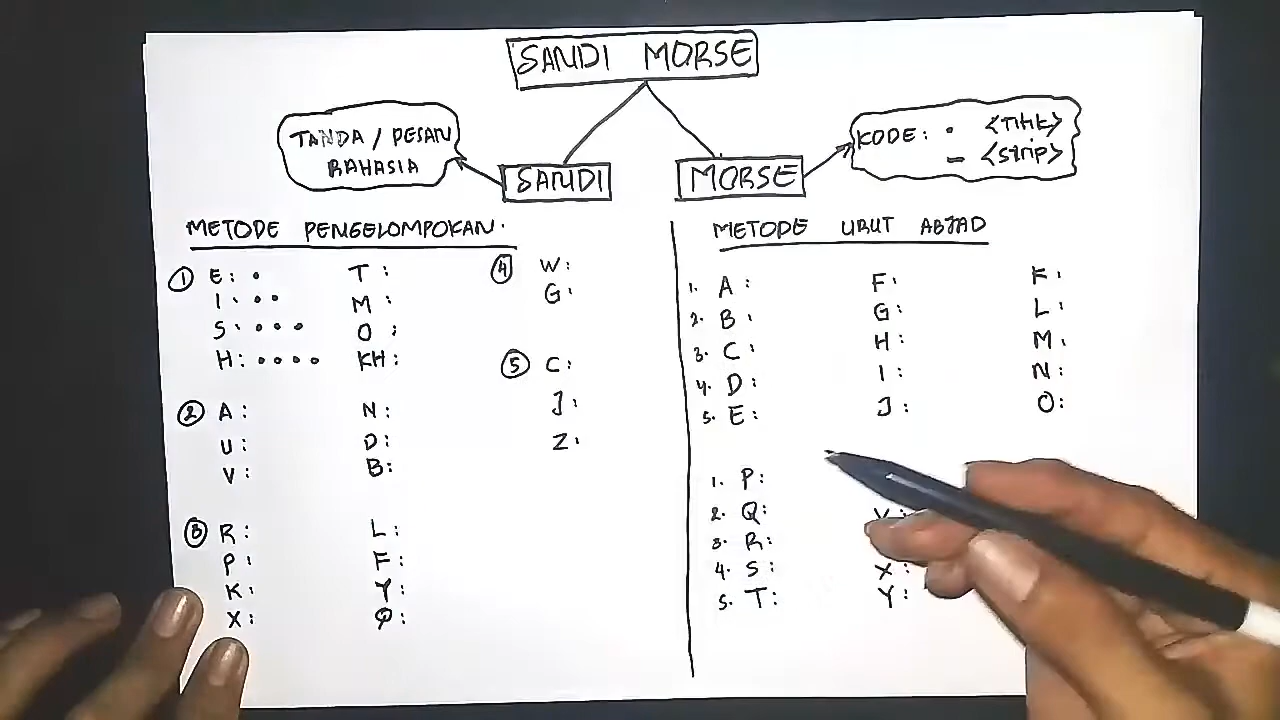 SANDI MORSE
TANDA / PESAN
RAHASIA
SANDI
MORSE
KODE: • <Titik>
– <Strip>
METODE PENGELOMPOKAN.
① E: •
I: ••
S: •••
H: ••••
T:
M:
O:
KH:
② A:
U:
V:
N:
D:
B:
③ R:
P:
K:
X:
L:
F:
Y:
Q:
④ W:
G:
⑤ C:
J:
Z:
METODE URUT ABJAD
1. A:
2. B:
3. C:
4. D:
5. E:
F:
G:
H:
I:
J:
K:
L:
M:
N:
O:
1. P:
2. Q:
3. R:
4. S:
5. T:
X:
Y: